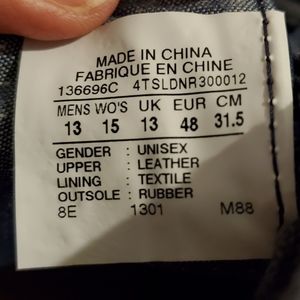 MADE IN CHINA
FABRIQUE EN CHINE
136696C 4TSLDNR300012
MENS WO'S UK EUR CM
13 15 13 48 31.5
GENDER : UNISEX
UPPER : LEATHER
LINING : TEXTILE
OUTSOLE : RUBBER
8E 1301 M88